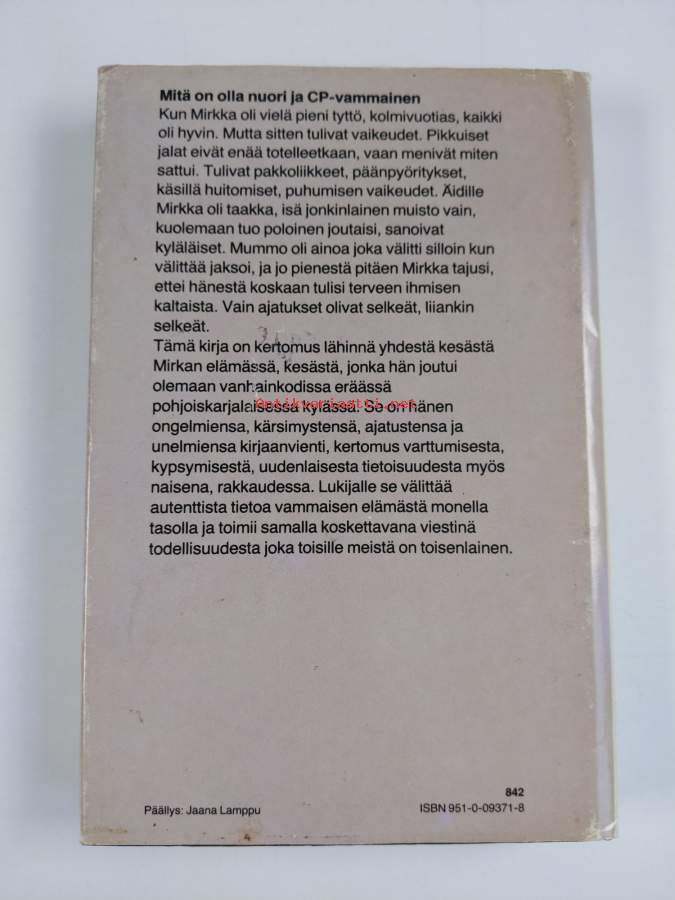 Mitä on olla nuori ja CP-vammainen
Kun Mirkka oli vielä pieni tyttö, kolmivuotias, kaikki
oli hyvin. Mutta sitten tulivat vaikeudet. Pikkuiset
jalat eivät enää totelleetkaan, vaan menivät miten
sattui. Tulivat pakkoliikkeet, päänpyöritykset,
käsillä huitomiset, puhumisen vaikeudet. Äidille
Mirkka oli taakka, isä jonkinlainen muisto vain,
kuolemaan tuo poloinen joutaisi, sanoivat
kyläläiset. Mummo oli ainoa joka välitti silloin kun
välittää jaksoi, ja jo pienestä pitäen Mirkka tajusi,
ettei hänestä koskaan tulisi terveen ihmisen
kaltaista. Vain ajatukset olivat selkeät, liiankin
selkeät.
Tämä kirja on kertomus lähinnä yhdestä kesästä
Mirkan elämässä, kesästä, jonka hän joutui
olemaan vanhainkodissa eräässä
pohjoiskarjalaisessa kylässä. Se on hänen
Antikvariaatti.net
ongelmiensa, kärsimystensä, ajatustensa ja
unelmiensa kirjaanvienti, kertomus varttumisesta,
kypsymisestä, uudenlaisesta tietoisuudesta myös
naisena, rakkaudessa. Lukijalle se välittää
autenttista tietoa vammaisen elämästä monella
tasolla ja toimii samalla koskettavana viestinä
todellisuudesta joka toisille meistä on toisenlainen.
842
Päällys: Jaana Lamppu
ISBN 951-0-09371-8